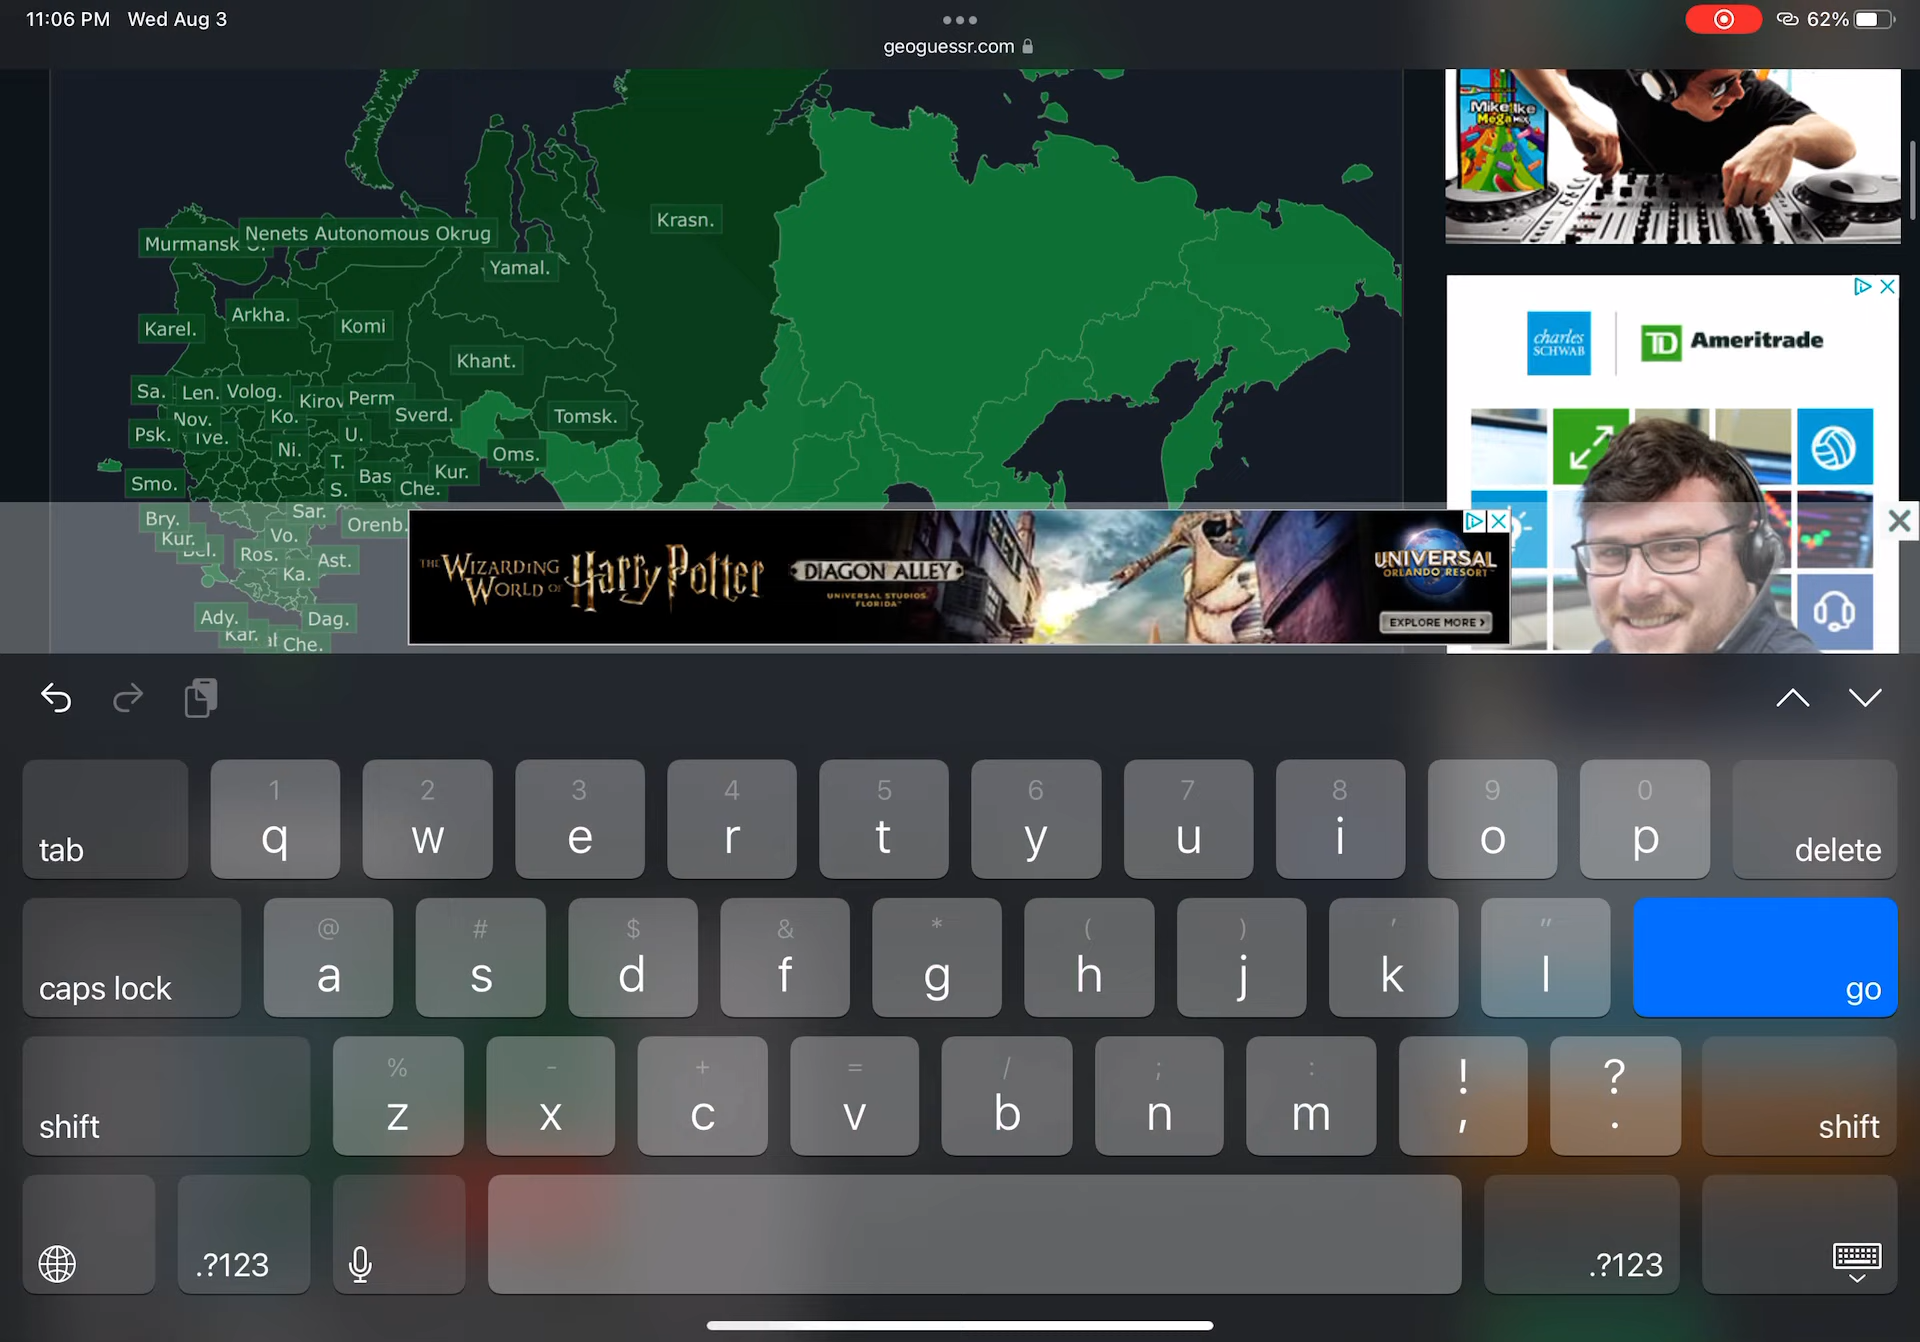 11:06 PM Wed Aug 3
62%
geoguessr.com
Mike Ike
Mega Mix
Krasn.
Murmansk
Nenets Autonomous Okrug
Yamal.
Arkha.
Karel.
Komi
Khant.
Sa.
Len.
Volog.
Kirov
Perm
Sverd.
Tomsk.
Nov.
Ko.
Psk.
Ni.
U.
Oms.
T.
Bas
Kur.
Smo.
S.
Che.
Sar.
Bry.
Orenb.
Kur.
Vo.
Ros.
Ast.
Ka.
Ady.
Dag.
Kar.
Che.
charles
SCHWAB
TD Ameritrade
THE WIZARDING WORLD OF Harry Potter
DIAGON ALLEY
UNIVERSAL STUDIOS FLORIDA
UNIVERSAL
ORLANDO RESORT
EXPLORE MORE
1 2 3 4 5 6 7 8 9 0
tab q w e r t y u i o p delete
@ # $ & * ( ) ' "
caps lock a s d f g h j k l go
% - + = / ; : ! ?
shift z x c v b n m , . shift
.?123 .?123